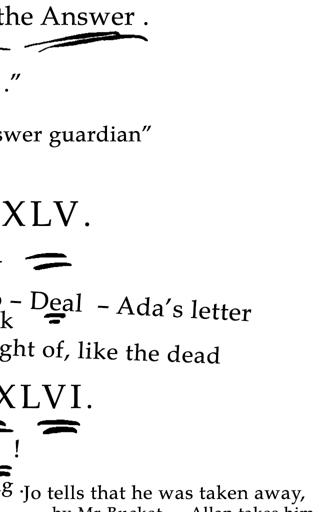 the Answer .
.”
swer guardian”
XLV.
– Deal – Ada’s letter
k
ght of, like the dead
XLVI.
!
g Jo tells that he was taken away,
by Mr Bucket – Allan takes him